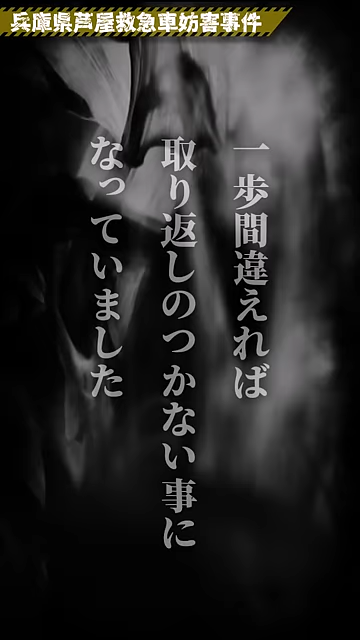 兵庫県芦屋救急車妨害事件
一歩間違えれば
取り返しのつかない事に
なっていました